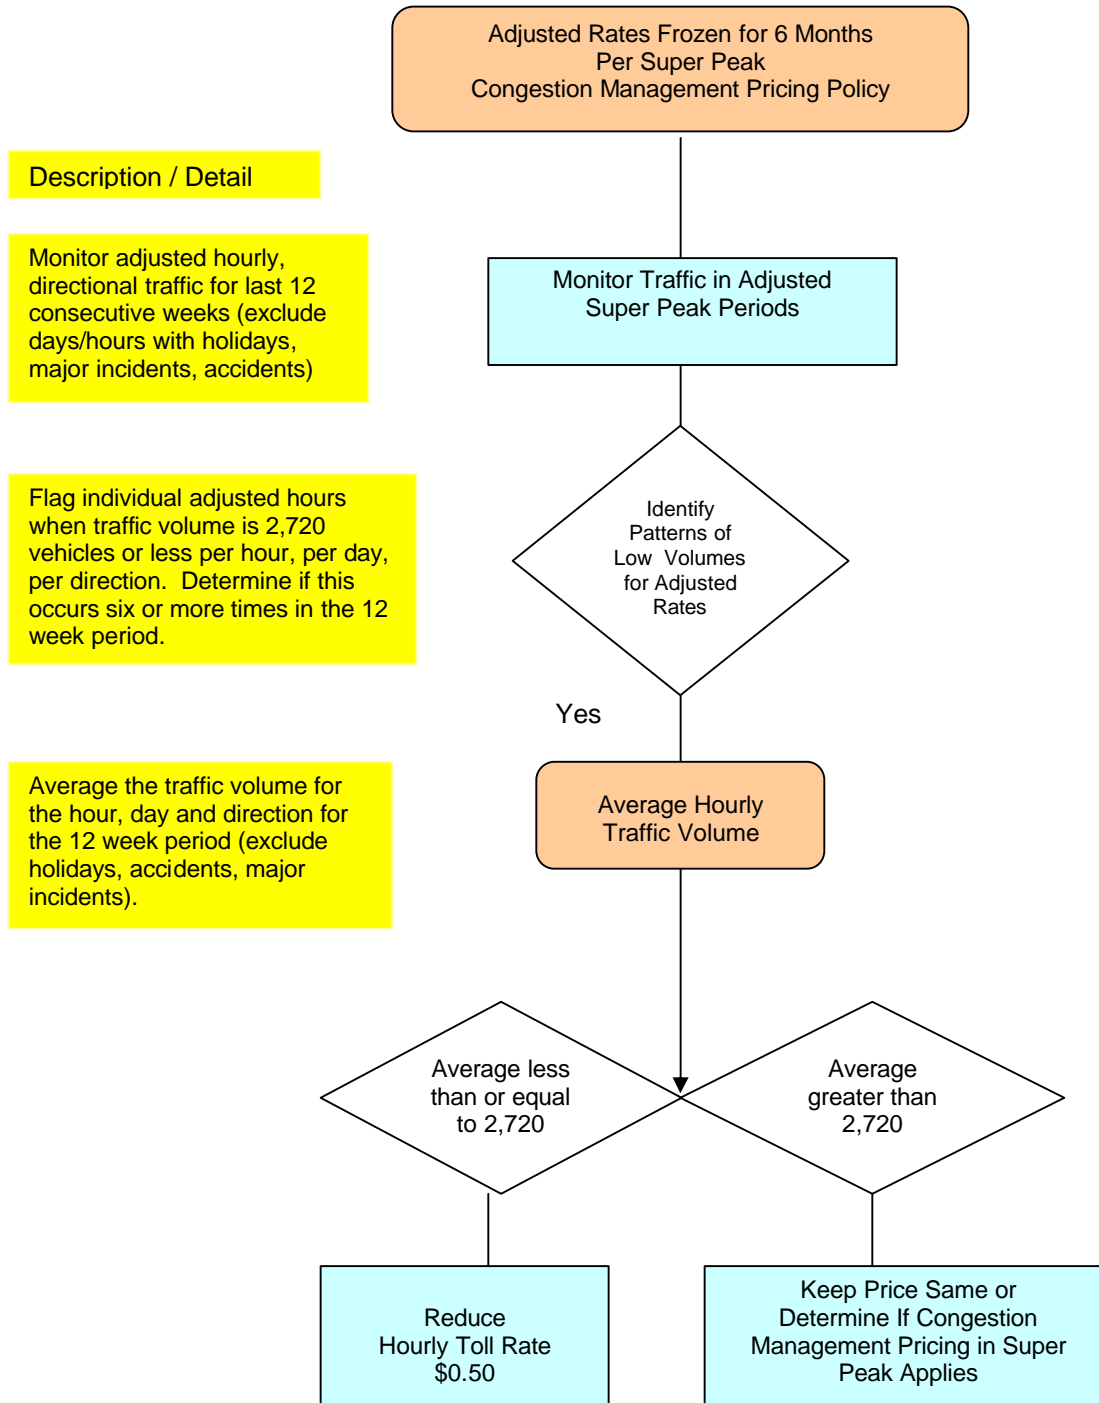 Adjusted Rates Frozen for 6 Months
Per Super Peak
Congestion Management Pricing Policy
Description / Detail
Monitor adjusted hourly,
directional traffic for last 12
consecutive weeks (exclude
days/hours with holidays,
major incidents, accidents)
Monitor Traffic in Adjusted
Super Peak Periods
Flag individual adjusted hours
when traffic volume is 2,720
vehicles or less per hour, per day,
per direction.  Determine if this
occurs six or more times in the 12
week period.
Identify
Patterns of
Low  Volumes
for Adjusted
Rates
Yes
Average the traffic volume for
the hour, day and direction for
the 12 week period (exclude
holidays, accidents, major
incidents).
Average Hourly
Traffic Volume
Average less
than or equal
to 2,720
Average
greater than
2,720
Reduce
Hourly Toll Rate
$0.50
Keep Price Same or
Determine If Congestion
Management Pricing in Super
Peak Applies